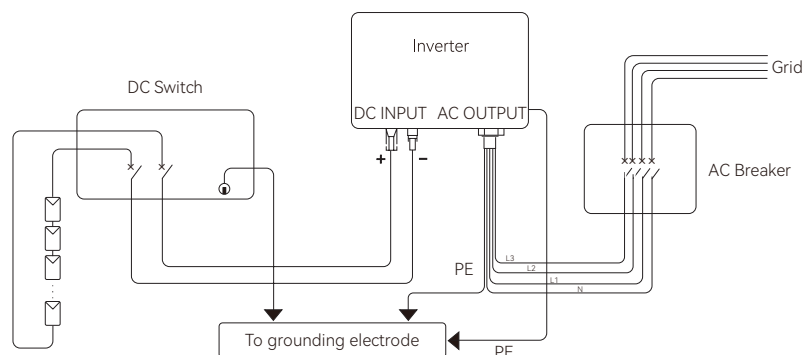 Inverter
Grid
DC Switch
DC INPUT
AC OUTPUT
+
−
AC Breaker
L3
L2
L1
N
PE
To grounding electrode
PE